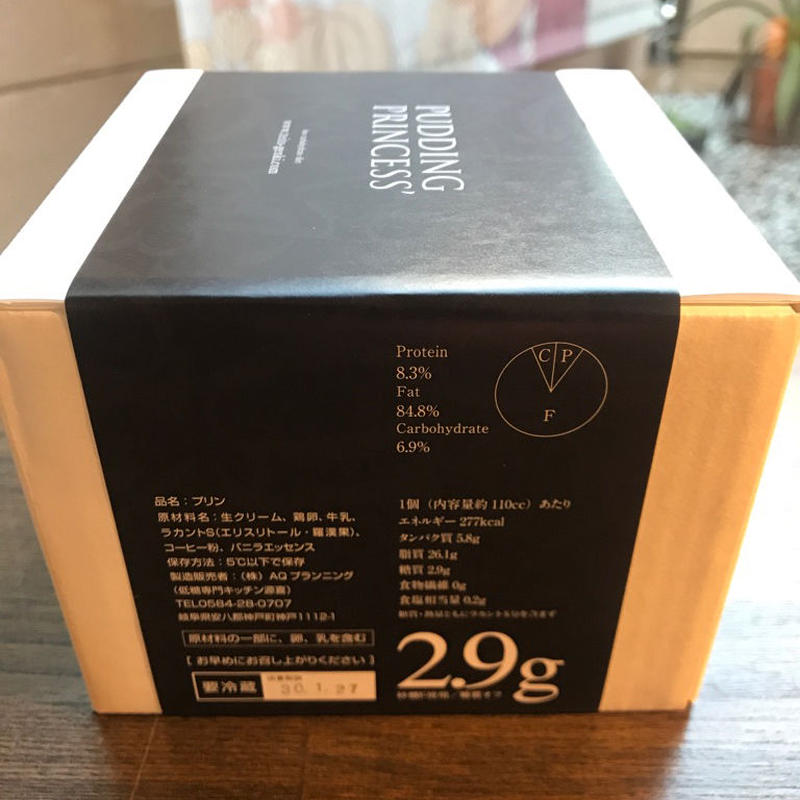 PUDDING
PRINCESS'
Protein
8.3%
Fat
84.8%
Carbohydrate
6.9%
C P
F
品名：プリン
原材料名：生クリーム、鶏卵、牛乳、
ラカントS（エリスリトール・羅漢果）、
コーヒー粉、バニラエッセンス
保存方法：5℃以下で保存
製造販売者：（株）AQプランニング
（低糖専門キッチン源喜）
TEL0584-28-0707
岐阜県安八郡神戸町神戸1112-1
原材料の一部に、卵、乳を含む
[ お早めにお召し上がりください ]
要冷蔵
30.1.27
1個（内容量約110cc）あたり
エネルギー 277kcal
タンパク質 5.8g
脂質 26.1g
糖質 2.9g
食物繊維 0g
食塩相当量 0.2g
2.9g